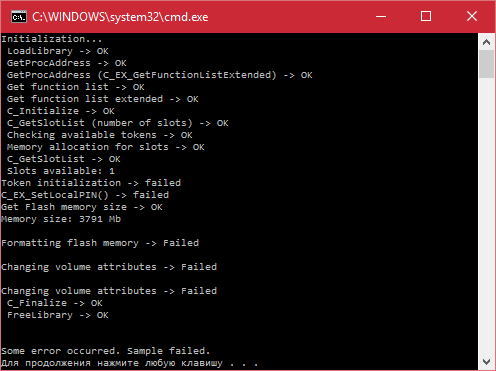 C:\WINDOWS\system32\cmd.exe
Initialization...
LoadLibrary -> OK
GetProcAddress -> OK
GetProcAddress (C_EX_GetFunctionListExtended) -> OK
Get function list -> OK
Get function list extended -> OK
C_Initialize -> OK
C_GetSlotList (number of slots) -> OK
Checking available tokens -> OK
Memory allocation for slots -> OK
C_GetSlotList -> OK
Slots available: 1
Token initialization -> failed
C_EX_SetLocalPIN() -> failed
Get Flash memory size -> OK
Memory size: 3791 Mb
Formatting flash memory -> Failed
Changing volume attributes -> Failed
Changing volume attributes -> Failed
C_Finalize -> OK
FreeLibrary -> OK
Some error occurred. Sample failed.
Для продолжения нажмите любую клавишу . . .